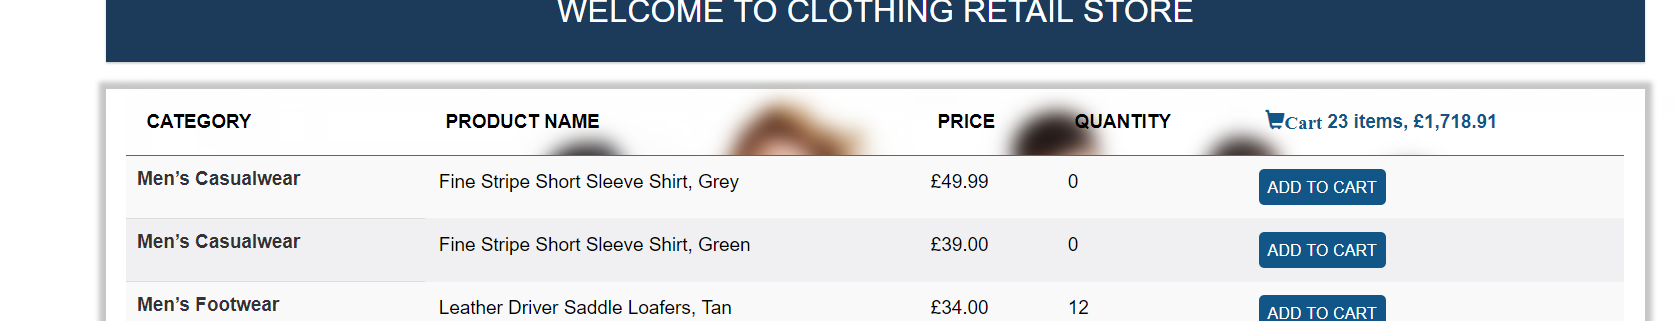 WELCOME TO CLOTHING RETAIL STORE
CATEGORY PRODUCT NAME PRICE QUANTITY Cart 23 items, £1,718.91
Men’s Casualwear Fine Stripe Short Sleeve Shirt, Grey £49.99 0 ADD TO CART
Men’s Casualwear Fine Stripe Short Sleeve Shirt, Green £39.00 0 ADD TO CART
Men’s Footwear Leather Driver Saddle Loafers, Tan £34.00 12 ADD TO CART